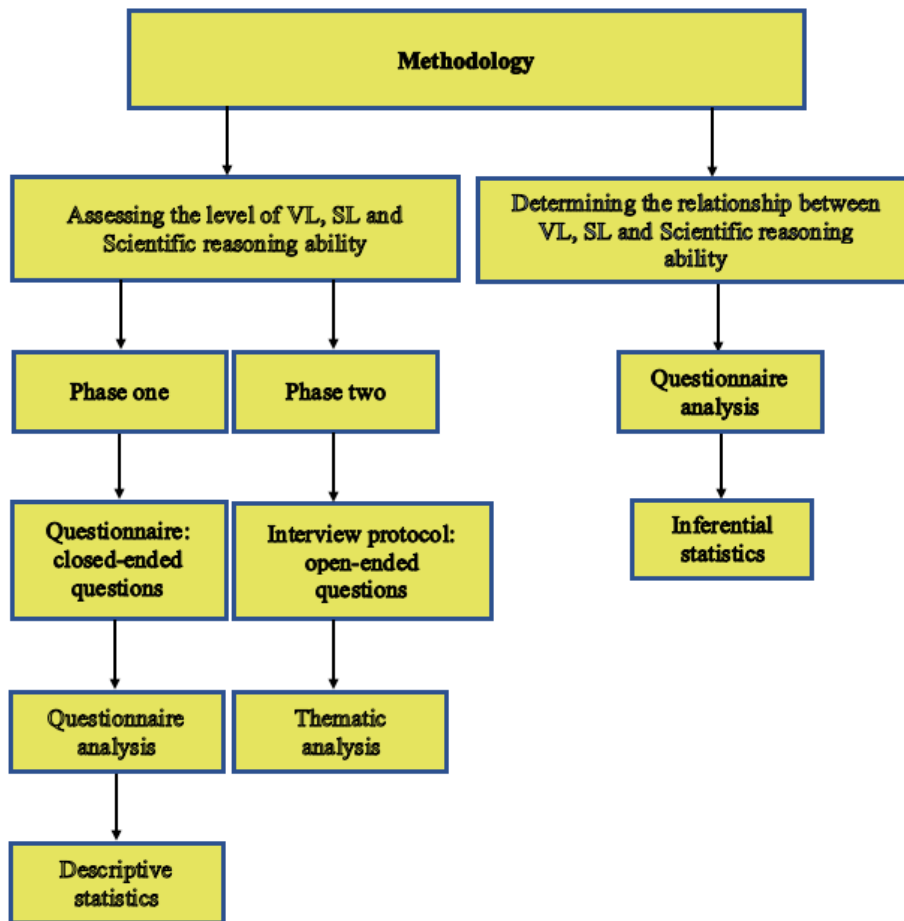 Methodology
Assessing the level of VL, SL and
Scientific reasoning ability
Determining the relationship between
VL, SL and Scientific reasoning
ability
Phase one
Phase two
Questionnaire
analysis
Questionnaire:
closed-ended
questions
Interview protocol:
open-ended
questions
Inferential
statistics
Questionnaire
analysis
Thematic
analysis
Descriptive
statistics